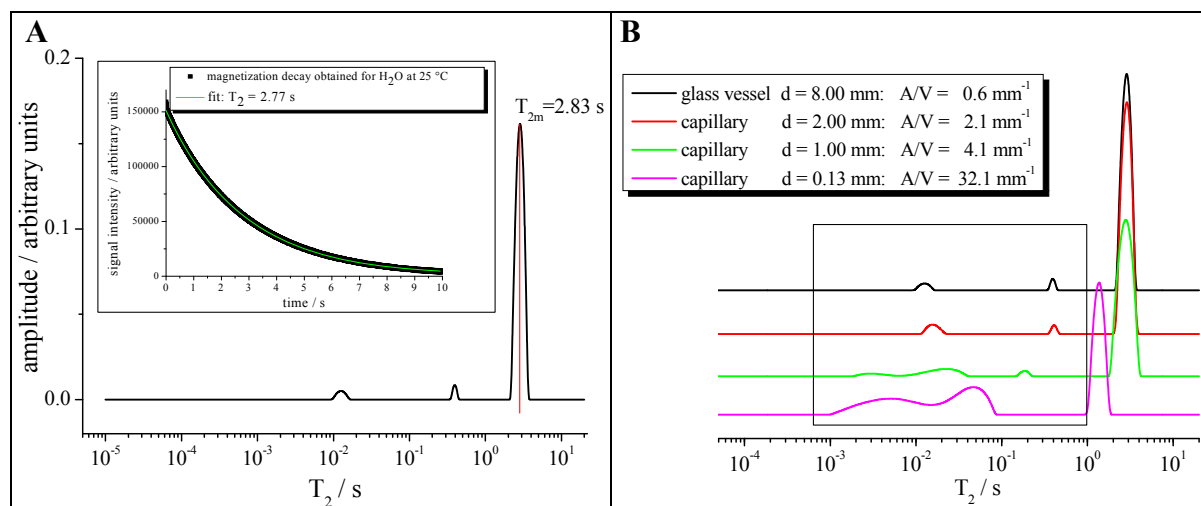 A
0.2
0.1
0.0
amplitude / arbitrary units
magnetization decay obtained for H₂O at 25 °C
fit: T₂ = 2.77 s
150000
100000
50000
0
signal intensity / arbitrary units
0 1 2 3 4 5 6 7 8 9 10
time / s
T₂ₘ=2.83 s
10⁻⁵ 10⁻⁴ 10⁻³ 10⁻² 10⁻¹ 10⁰ 10¹
T₂ / s
B
glass vessel d = 8.00 mm: A/V = 0.6 mm⁻¹
capillary d = 2.00 mm: A/V = 2.1 mm⁻¹
capillary d = 1.00 mm: A/V = 4.1 mm⁻¹
capillary d = 0.13 mm: A/V = 32.1 mm⁻¹
10⁻⁴ 10⁻³ 10⁻² 10⁻¹ 10⁰ 10¹
T₂ / s